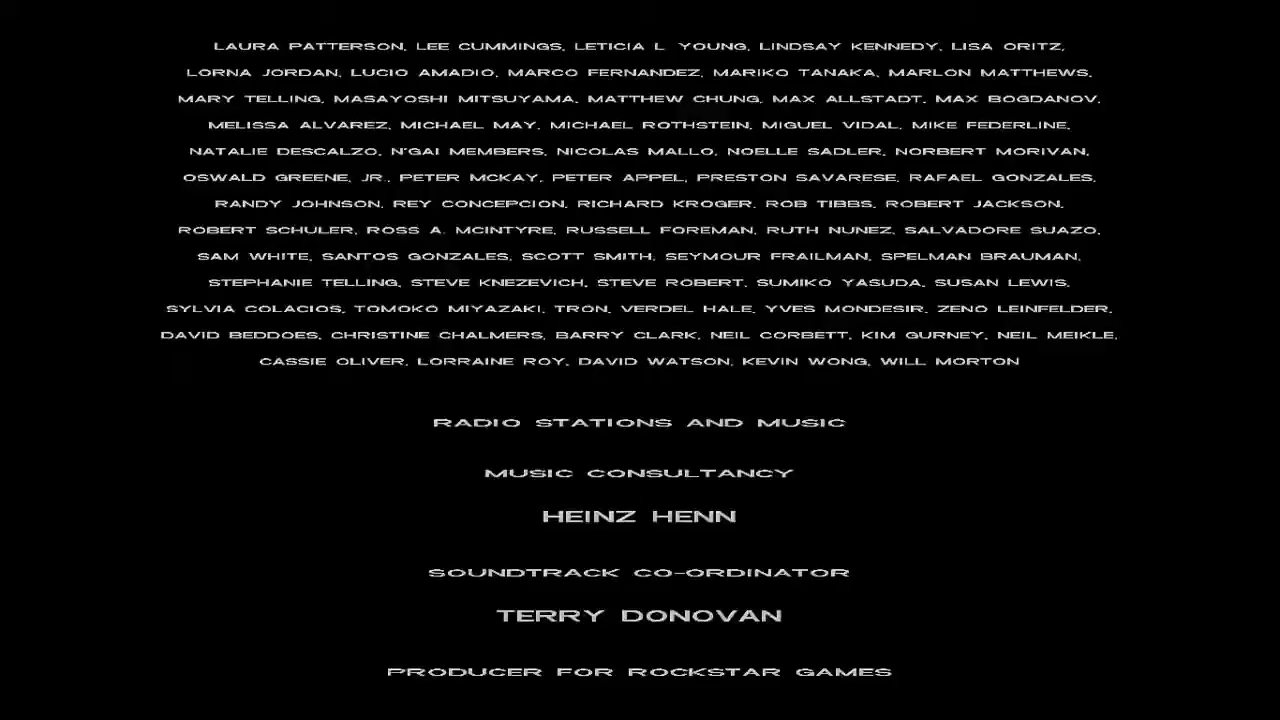 LAURA PATTERSON, LEE CUMMINGS, LETICIA L YOUNG, LINDSAY KENNEDY, LISA ORITZ,
LORNA JORDAN, LUCIO AMADIO, MARCO FERNANDEZ, MARIKO TANAKA, MARLON MATTHEWS,
MARY TELLING, MASAYOSHI MITSUYAMA, MATTHEW CHUNG, MAX ALLSTADT, MAX BOGDANOV,
MELISSA ALVAREZ, MICHAEL MAY, MICHAEL ROTHSTEIN, MIGUEL VIDAL, MIKE FEDERLINE,
NATALIE DESCALZO, N'GAI MEMBERS, NICOLAS MALLO, NOELLE SADLER, NORBERT MORIVAN,
OSWALD GREENE, JR., PETER MCKAY, PETER APPEL, PRESTON SAVARESE, RAFAEL GONZALES,
RANDY JOHNSON, REY CONCEPCION, RICHARD KROGER, ROB TIBBS, ROBERT JACKSON,
ROBERT SCHULER, ROSS A. MCINTYRE, RUSSELL FOREMAN, RUTH NUNEZ, SALVADORE SUAZO,
SAM WHITE, SANTOS GONZALES, SCOTT SMITH, SEYMOUR FRAILMAN, SPELMAN BRAUMAN,
STEPHANIE TELLING, STEVE KNEZEVICH, STEVE ROBERT, SUMIKO YASUDA, SUSAN LEWIS,
SYLVIA COLACIOS, TOMOKO MIYAZAKI, TRON, VERDEL HALE, YVES MONDESIR, ZENO LEINFELDER,
DAVID BEDDOES, CHRISTINE CHALMERS, BARRY CLARK, NEIL CORBETT, KIM GURNEY, NEIL MEIKLE,
CASSIE OLIVER, LORRAINE ROY, DAVID WATSON, KEVIN WONG, WILL MORTON
RADIO STATIONS AND MUSIC
MUSIC CONSULTANCY
HEINZ HENN
SOUNDTRACK CO-ORDINATOR
TERRY DONOVAN
PRODUCER FOR ROCKSTAR GAMES